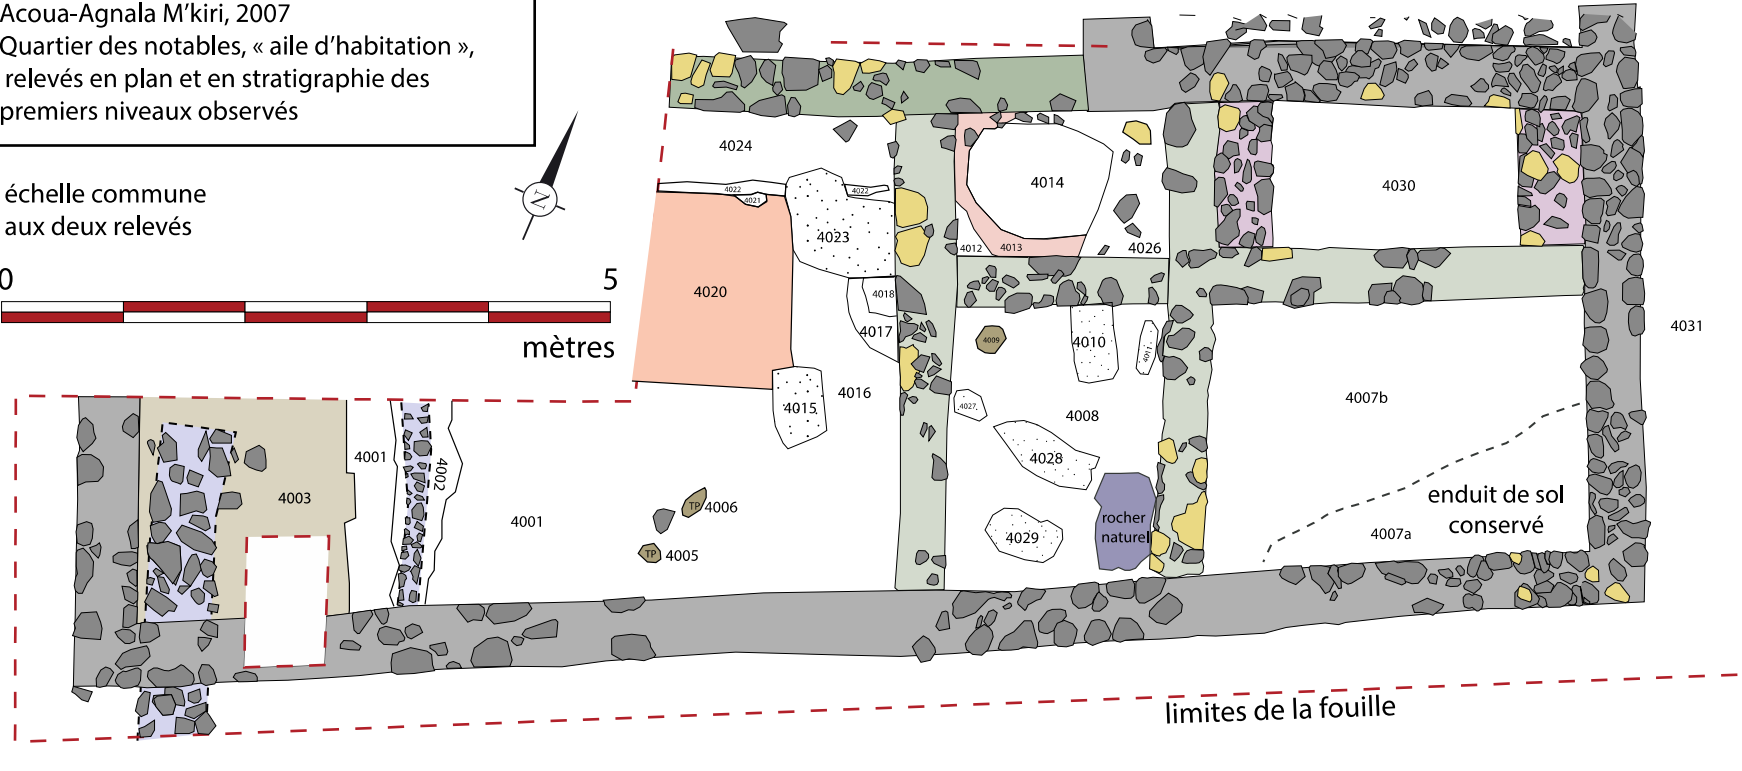 Acoua-Agnala M’kiri, 2007
Quartier des notables, « aile d’habitation »,
relevés en plan et en stratigraphie des
premiers niveaux observés
échelle commune
aux deux relevés
N
0 5
mètres
4024
4022
4022
4021
4023
4020
4018
4017
4016
4015
4014
4012
4013
4026
4030
4031
4009
4010
4011
4027
4008
4028
4029
rocher
naturel
4007b
enduit de sol
conservé
4007a
4001
4002
4003
4001
TP 4006
TP 4005
limites de la fouille